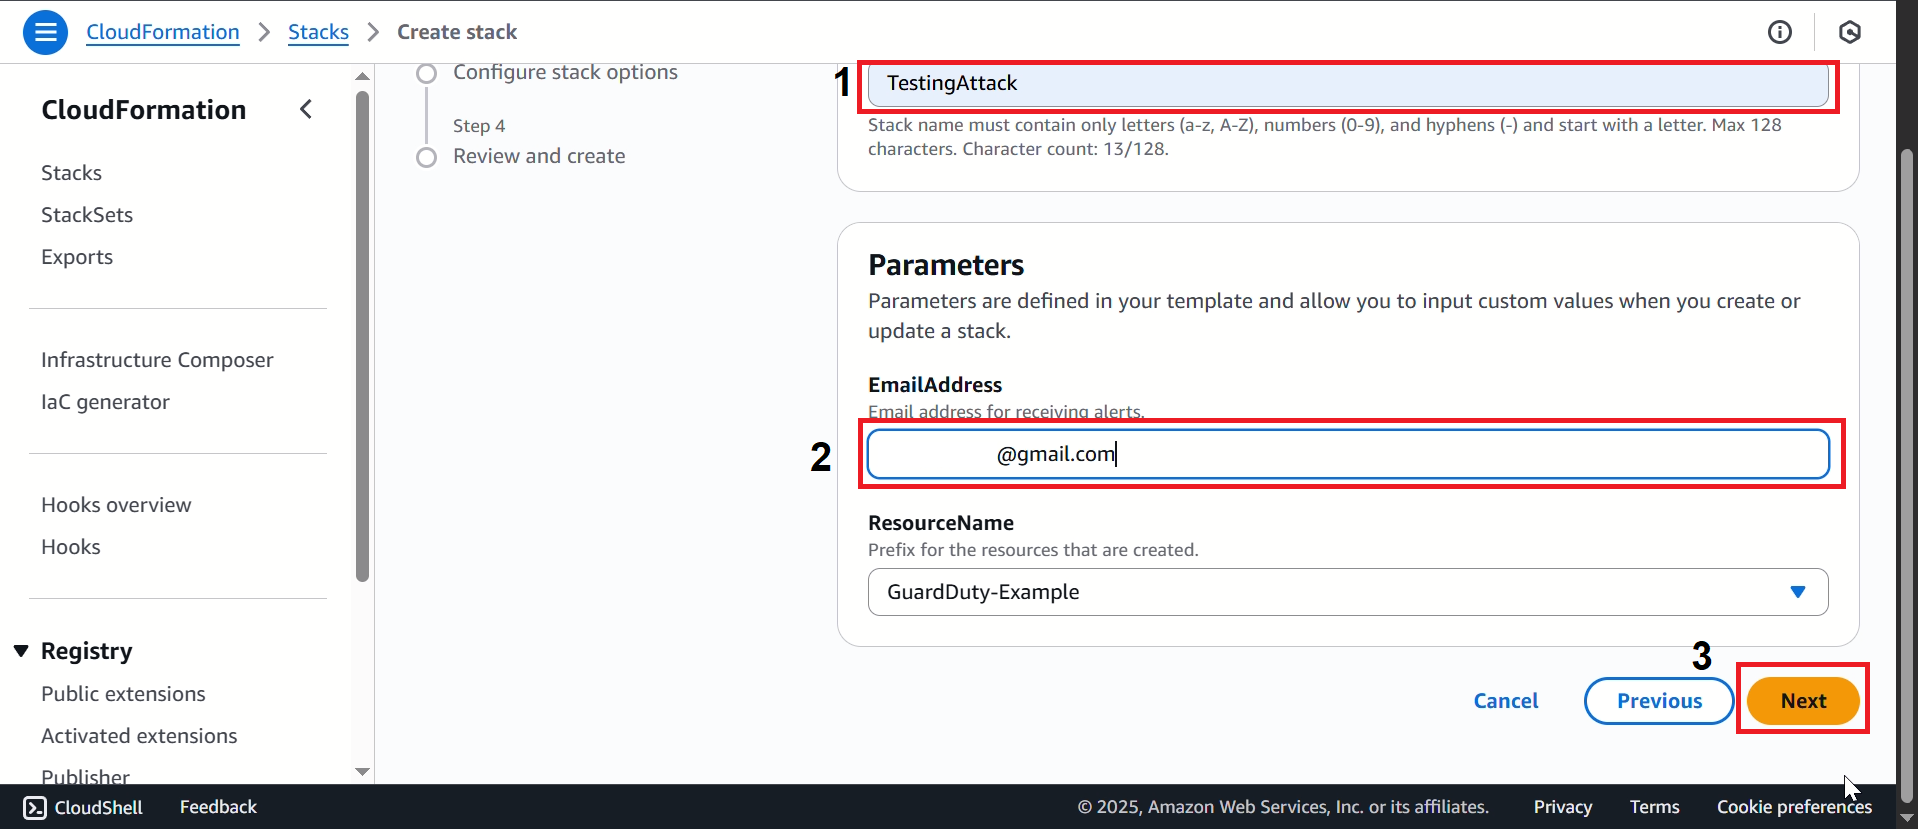 CloudFormation > Stacks > Create stack
CloudFormation
Stacks
StackSets
Exports
Infrastructure Composer
IaC generator
Hooks overview
Hooks
Registry
Public extensions
Activated extensions
Publisher
Configure stack options
Step 4
Review and create
1
TestingAttack
Stack name must contain only letters (a-z, A-Z), numbers (0-9), and hyphens (-) and start with a letter. Max 128
characters. Character count: 13/128.
Parameters
Parameters are defined in your template and allow you to input custom values when you create or
update a stack.
EmailAddress
Email address for receiving alerts.
2
@gmail.com
ResourceName
Prefix for the resources that are created.
GuardDuty-Example
3
Cancel
Previous
Next
CloudShell
Feedback
© 2025, Amazon Web Services, Inc. or its affiliates.
Privacy
Terms
Cookie preferences